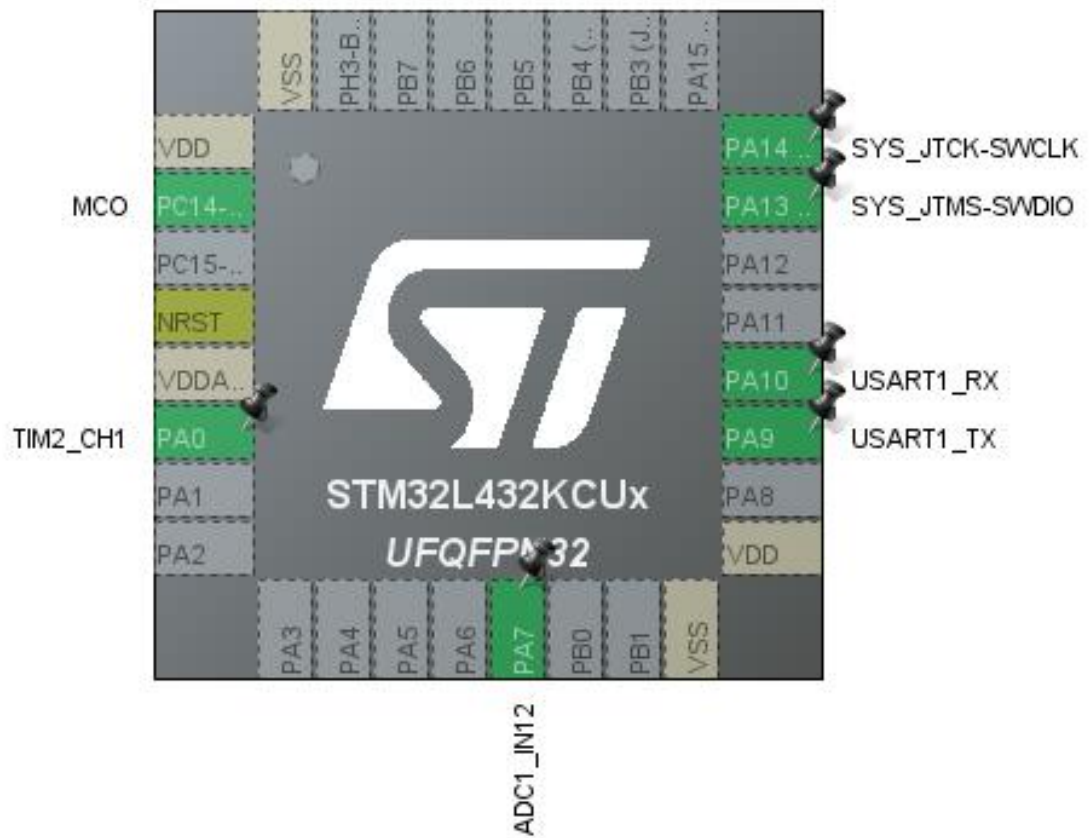 VSS
PH3-B..
PB7
PB6
PB5
PB4 (..
PB3 (J..
PA15 ..
VDD
MCO PC14-..
PC15-..
NRST
VDDA..
TIM2_CH1 PA0
PA1
PA2
PA14 .. SYS_JTCK-SWCLK
PA13 .. SYS_JTMS-SWDIO
PA12
PA11
PA10 USART1_RX
PA9 USART1_TX
PA8
VDD
ST
STM32L432KCUx
UFQFPN32
PA3
PA4
PA5
PA6
PA7
PB0
PB1
VSS
ADC1_IN12